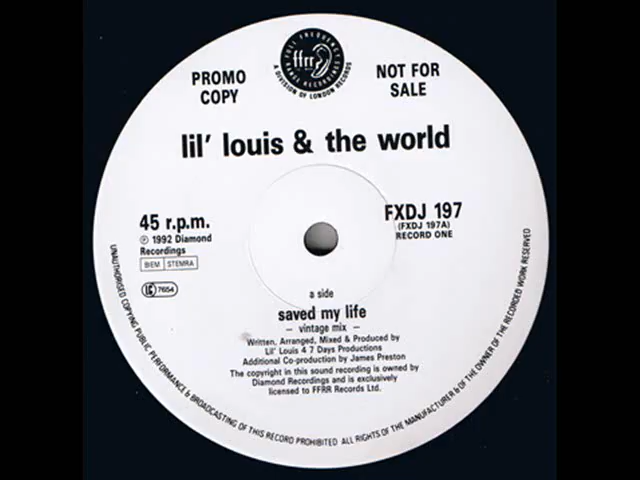 FULL FREQUENCY
RANGE RECORDINGS
ffrr
A DIVISION OF LONDON RECORDS
PROMO
COPY
NOT FOR
SALE
lil' louis & the world
45 r.p.m.
℗ 1992 Diamond
Recordings
BIEM STEMRA
LC 7654
FXDJ 197
(FXDJ 197A)
RECORD ONE
a side
saved my life
– vintage mix –
Written, Arranged, Mixed & Produced by
Lil' Louis 4 7 Days Productions
Additional Co-production by James Preston
The copyright in this sound recording is owned by
Diamond Recordings and is exclusively
licensed to FFRR Records Ltd.
UNAUTHORISED COPYING PUBLIC PERFORMANCE & BROADCASTING OF THIS RECORD PROHIBITED ALL RIGHTS OF THE MANUFACTURER & OF THE OWNER OF THE RECORDED WORK RESERVED